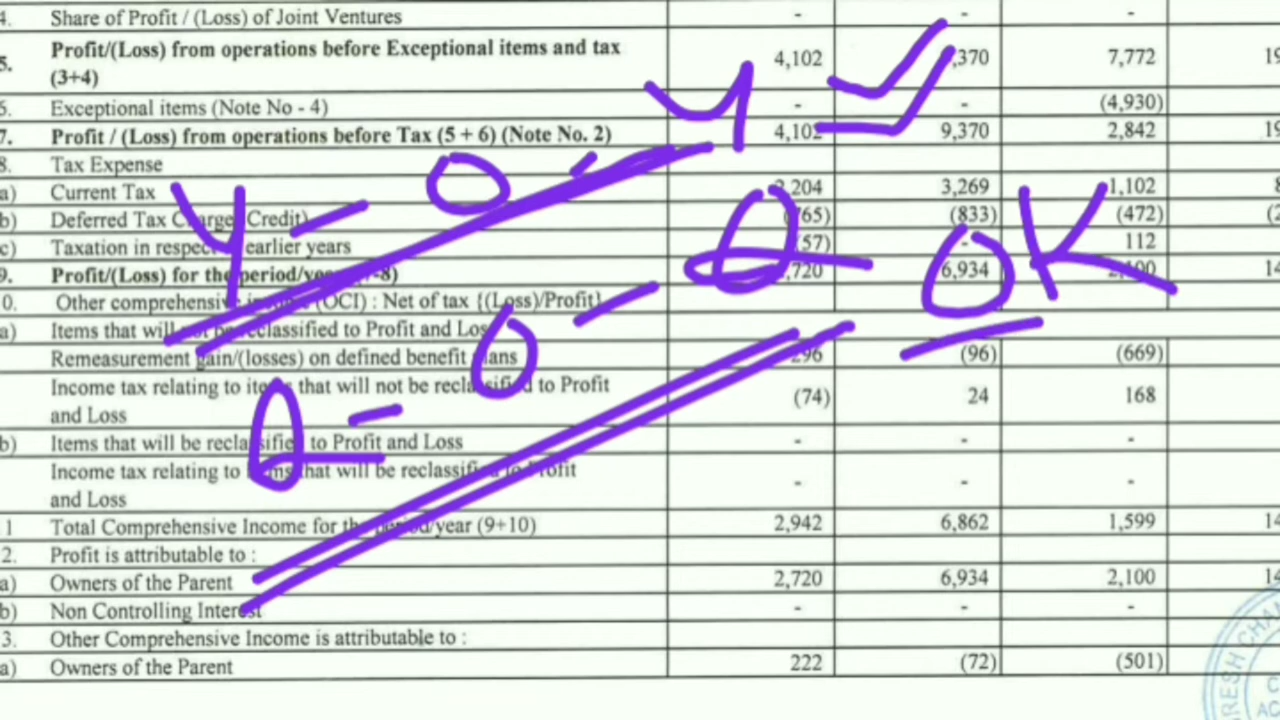 4. Share of Profit / (Loss) of Joint Ventures - - -
5. Profit/(Loss) from operations before Exceptional items and tax 4,102 ,370 7,772 19
(3+4)
6. Exceptional items (Note No - 4) - - (4,930)
7. Profit / (Loss) from operations before Tax (5 + 6) (Note No. 2) 4,102 9,370 2,842 19
8. Tax Expense
a) Current Tax 204 3,269 1,102 8
b) Deferred Tax Credit) (833) (472) (2
c) Taxation in respect earlier years (57) - 112
9. Profit/(Loss) for the 6,934 14
0. Other comprehensive (OCI) : Net of tax {(Loss)/Profit}
a) Items that will reclassified to Profit and Loss
Remeasurement gain/(losses) on defined benefit 296 (96) (669)
Income tax relating to that will not be reclassified to Profit (74) 24 168
and Loss
b) Items that will be reclassified to Profit and Loss - - -
Income tax relating to that will be reclassified - - -
and Loss
1 Total Comprehensive Income for the period/year (9+10) 2,942 6,862 1,599 14
2. Profit is attributable to :
a) Owners of the Parent 2,720 6,934 2,100 14
b) Non Controlling Interest - - -
3. Other Comprehensive Income is attributable to :
a) Owners of the Parent 222 (72) (501)
Y - O - Y
Q - O - Q OK